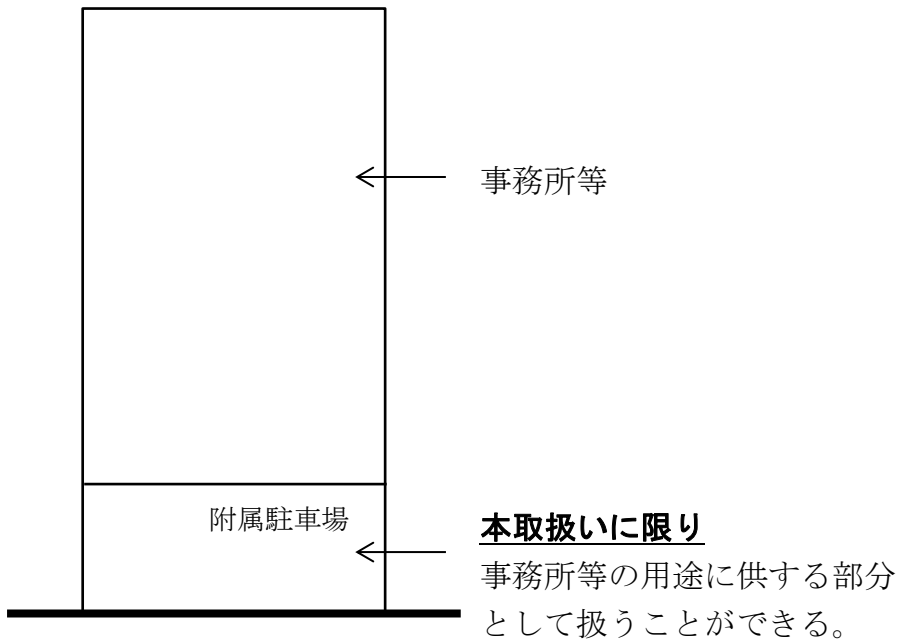 事務所等
附属駐車場
本取扱いに限り
事務所等の用途に供する部分
として扱うことができる。